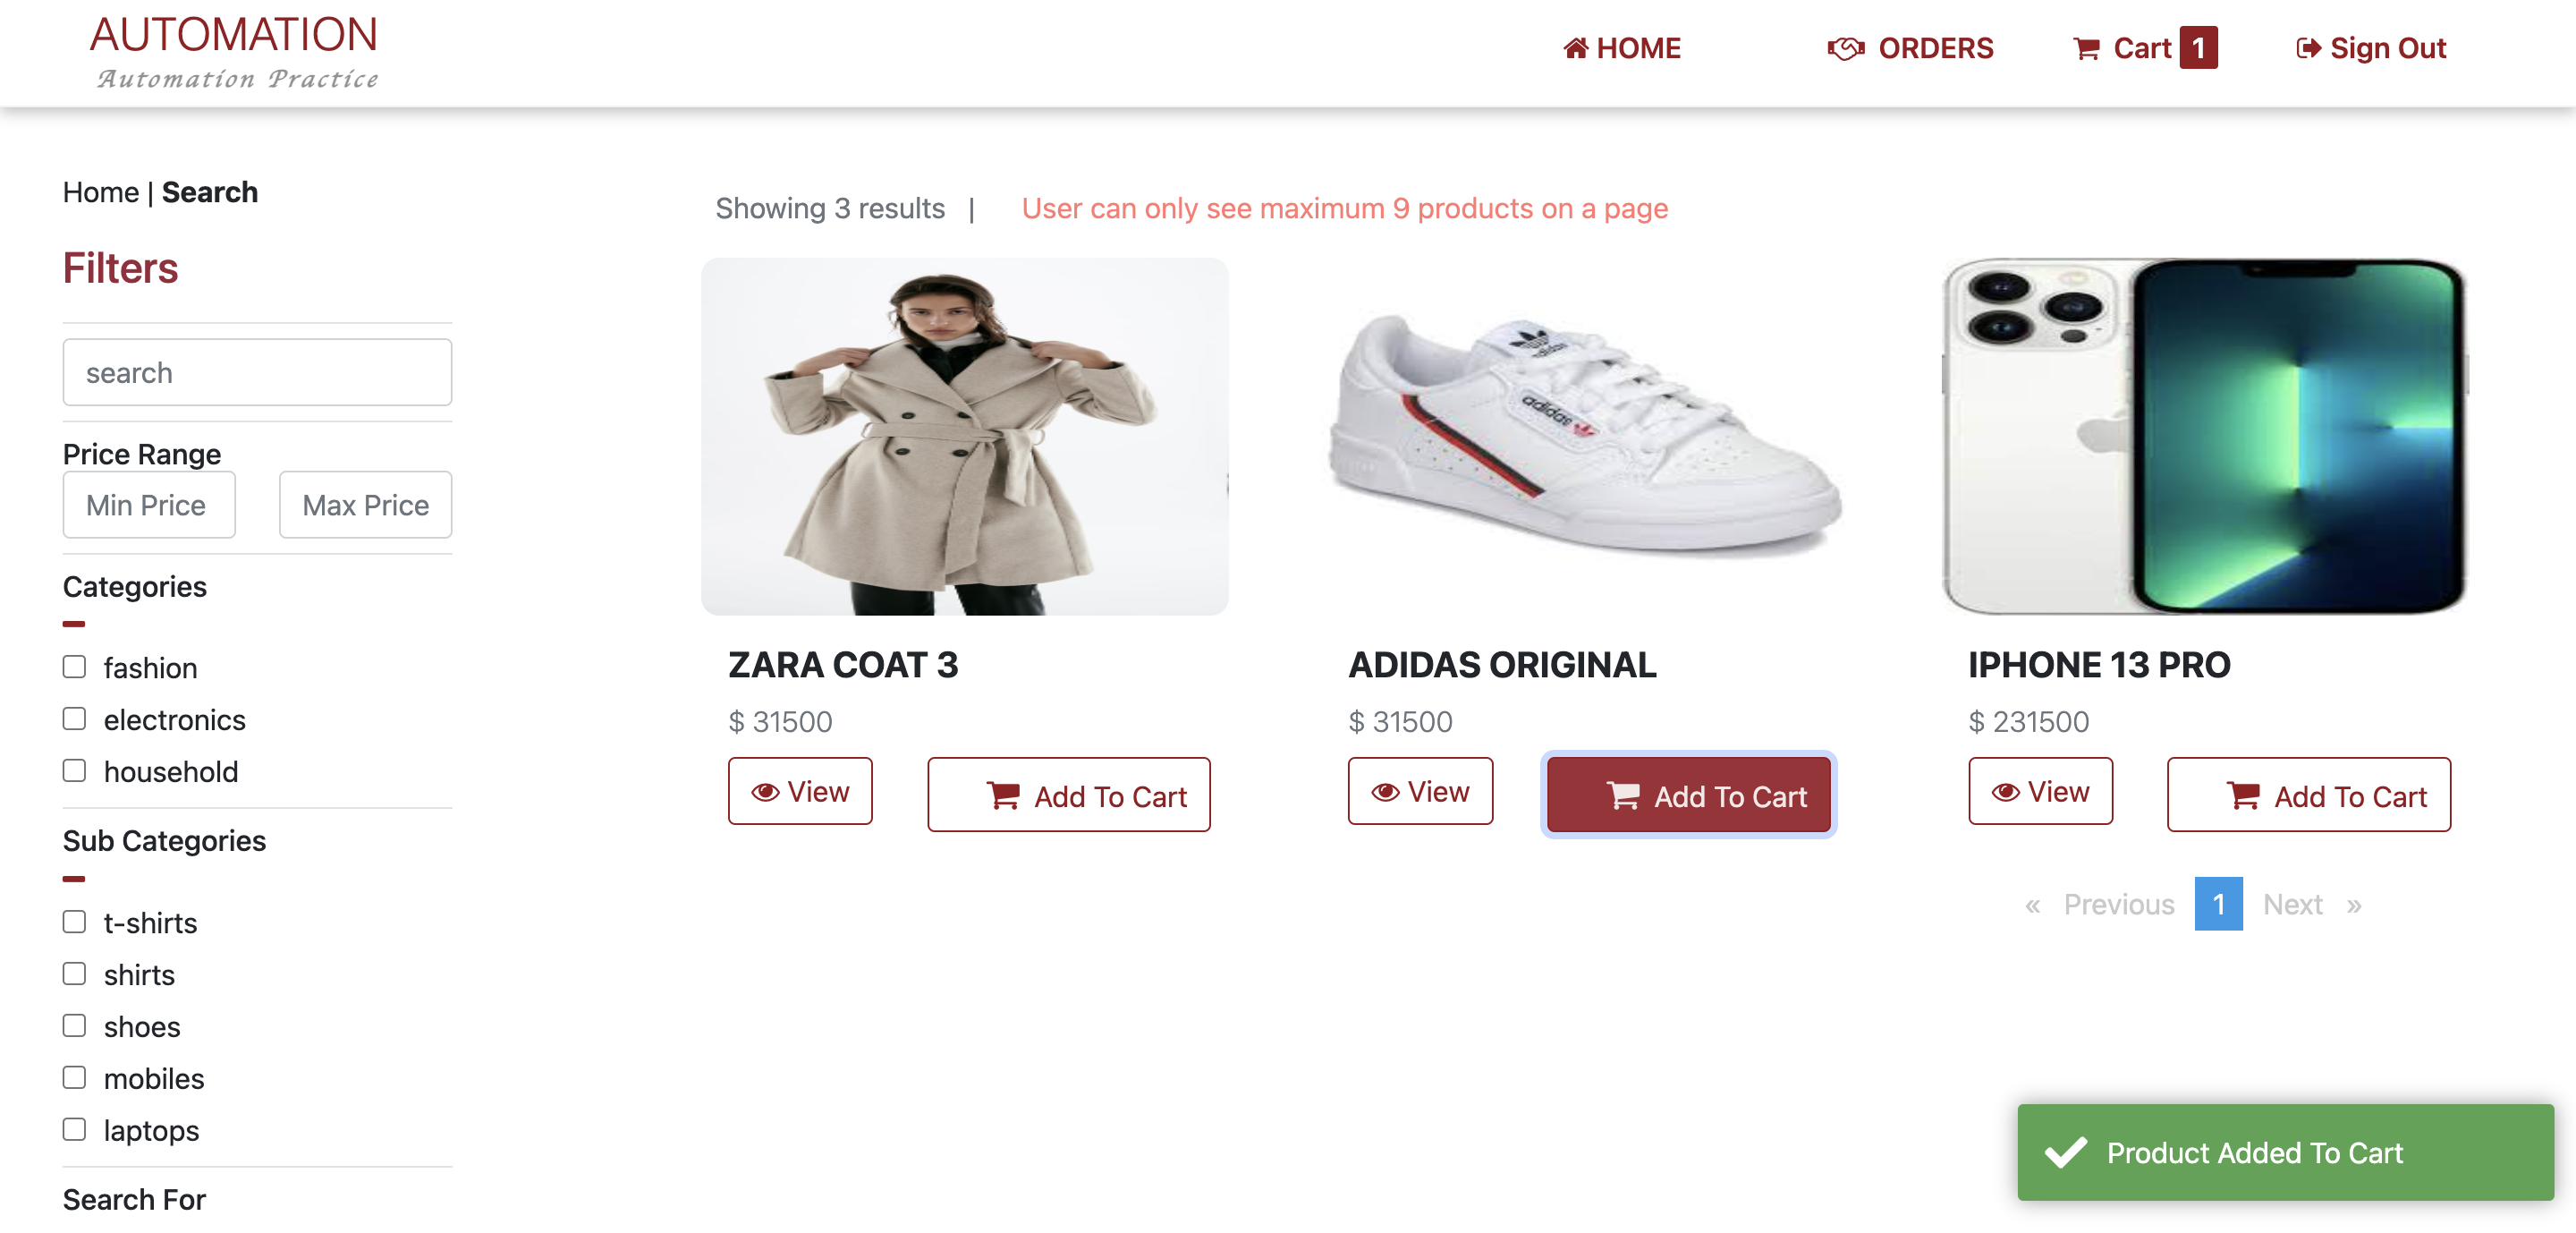 AUTOMATION
Automation Practice
HOME
ORDERS
Cart 1
Sign Out
Home | Search
Showing 3 results |
User can only see maximum 9 products on a page
Filters
search
Price Range
Min Price
Max Price
Categories
fashion
electronics
household
Sub Categories
t-shirts
shirts
shoes
mobiles
laptops
Search For
adidas
adidas
ZARA COAT 3
$ 31500
View
Add To Cart
ADIDAS ORIGINAL
$ 31500
View
Add To Cart
IPHONE 13 PRO
$ 231500
View
Add To Cart
« Previous 1 Next »
Product Added To Cart